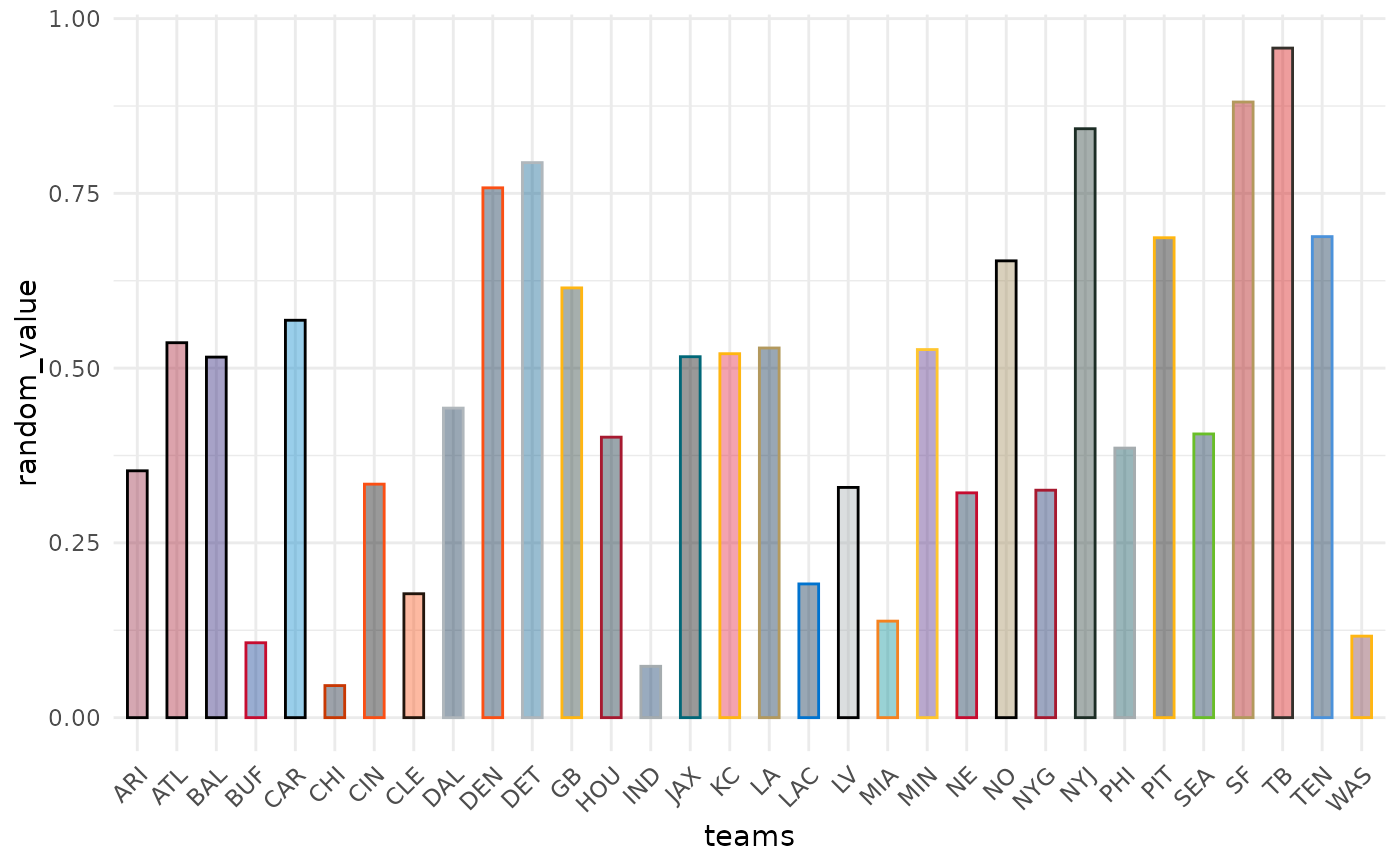 1.00
0.75
0.50
0.25
0.00
random_value
ARI
ATL
BAL
BUF
CAR
CHI
CIN
CLE
DAL
DEN
DET
GB
HOU
IND
JAX
KC
LA
LAC
LV
MIA
MIN
NE
NO
NYG
NYJ
PHI
PIT
SEA
SF
TB
TEN
WAS
teams